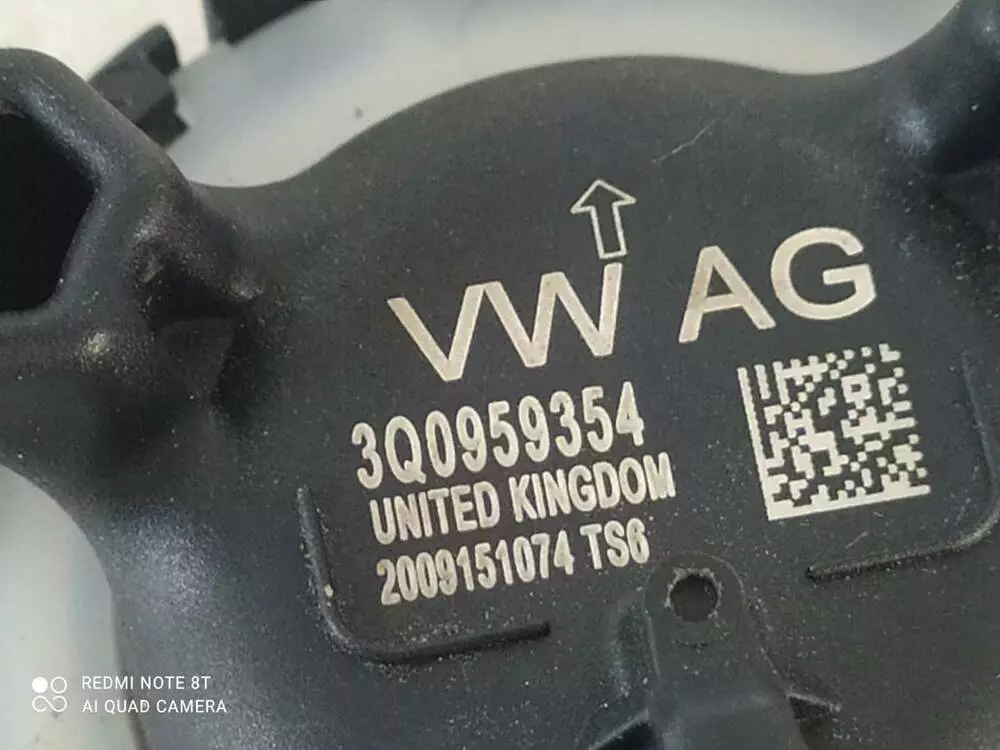 VW AG
3Q0959354
UNITED KINGDOM
2009151074 TS6
REDMI NOTE 8T
AI QUAD CAMERA